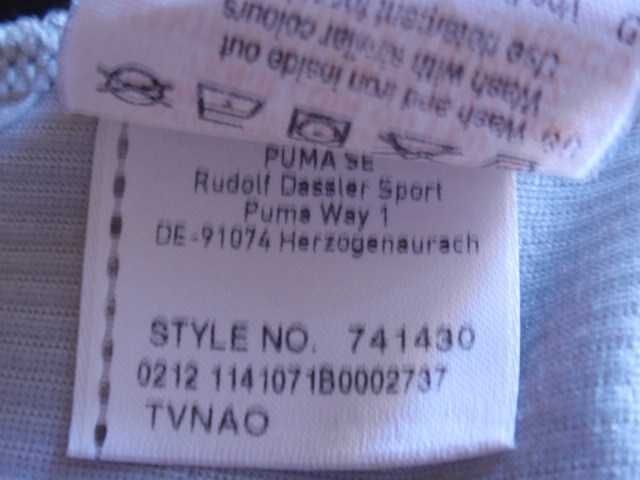 Wash and iron inside out
Wash with similar colours
Use detergent for
PUMA SE
Rudolf Dassler Sport
Puma Way 1
DE-91074 Herzogenaurach
STYLE NO. 741430
0212 1141071B0002737
TVNAO